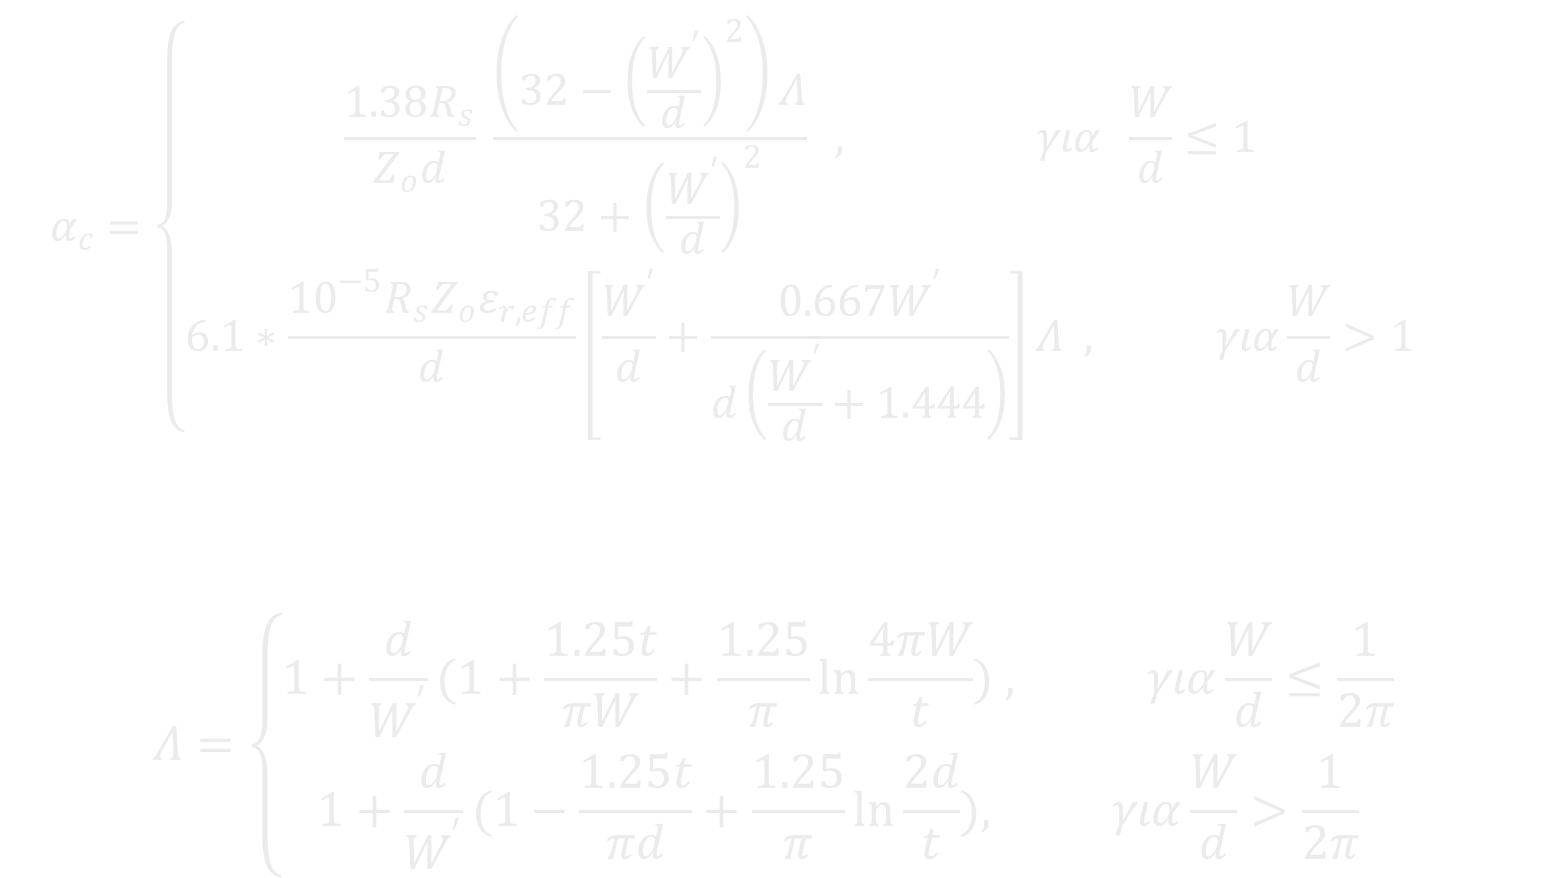 α_c = { (1.38R_s)/(Z_o d) ((32 − (W′/d)^2) Λ)/(32 + (W′/d)^2) , για W/d ≤ 1
6.1 * (10^{−5} R_s Z_o ε_{r,eff})/d [W′/d + (0.667W′)/(d (W′/d + 1.444))] Λ , για W/d > 1
Λ = { 1 + d/W′ (1 + (1.25t)/(πW) + (1.25)/π ln (4πW)/t) , για W/d ≤ 1/(2π)
1 + d/W′ (1 − (1.25t)/(πd) + (1.25)/π ln (2d)/t), για W/d > 1/(2π)